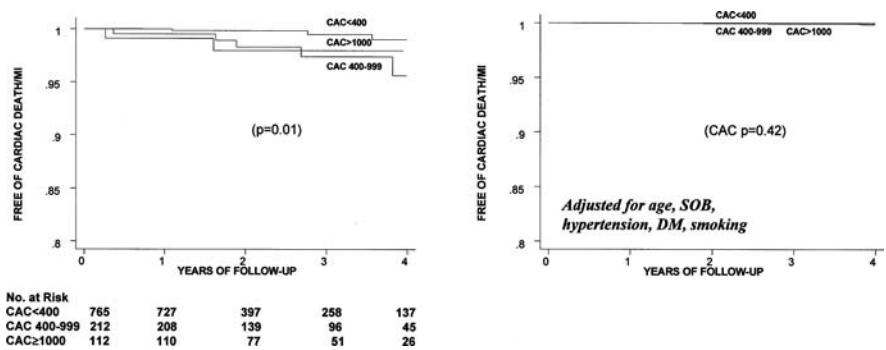 FREE OF CARDIAC DEATH/MI
1
.95
.9
.85
.8
CAC<400
CAC>1000
CAC 400-999
(p=0.01)
0 1 2 3 4
YEARS OF FOLLOW-UP
No. at Risk
CAC<400 765 727 397 258 137
CAC 400-999 212 208 139 96 45
CAC≥1000 112 110 77 51 26
FREE OF CARDIAC DEATH/MI
1
.95
.9
.85
.8
CAC<400
CAC 400-999 CAC>1000
(CAC p=0.42)
Adjusted for age, SOB,
hypertension, DM, smoking
0 1 2 3 4
YEARS OF FOLLOW-UP